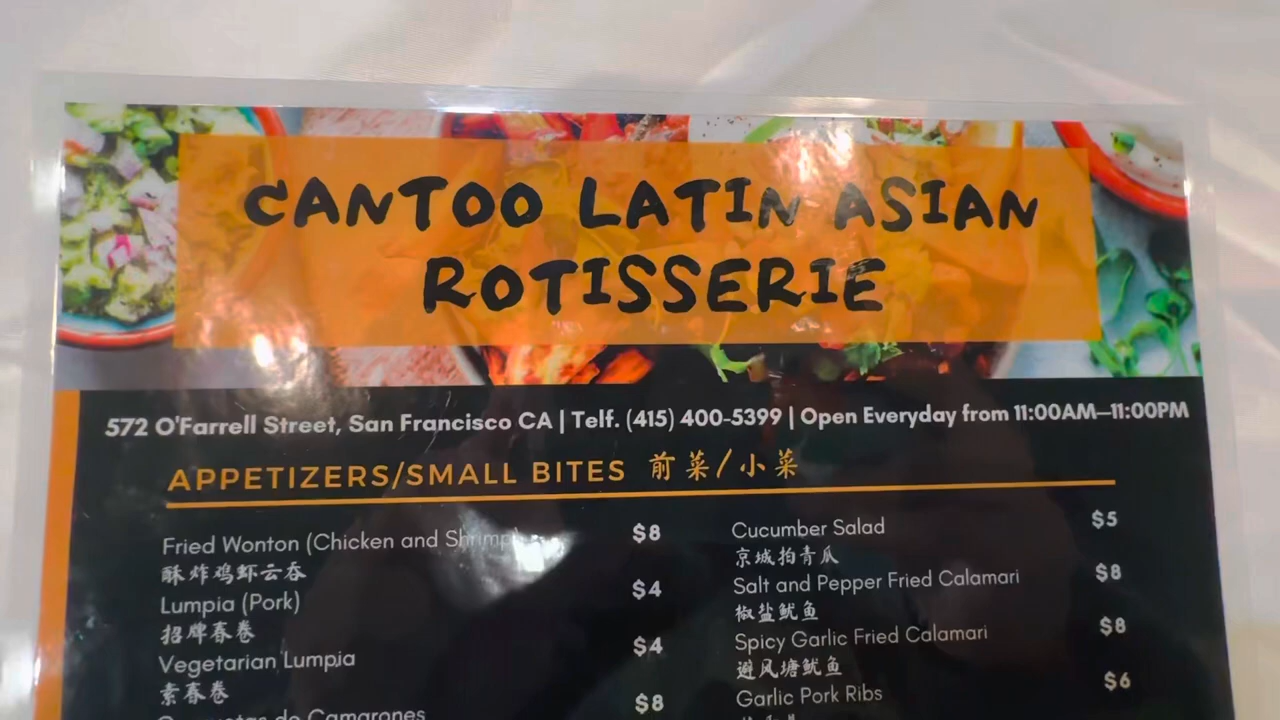 CANTOO LATIN ASIAN
ROTISSERIE
572 O'Farrell Street, San Francisco CA | Telf. (415) 400-5399 | Open Everyday from 11:00AM—11:00PM
APPETIZERS/SMALL BITES 前菜/小菜
Fried Wonton (Chicken and Shrimp) $8
酥炸鸡虾云吞
Lumpia (Pork) $4
招牌春卷
Vegetarian Lumpia $4
素春卷
de Camarones $8
Cucumber Salad $5
京城拍青瓜
Salt and Pepper Fried Calamari $8
椒盐鱿鱼
Spicy Garlic Fried Calamari $8
避风塘鱿鱼
Garlic Pork Ribs $6